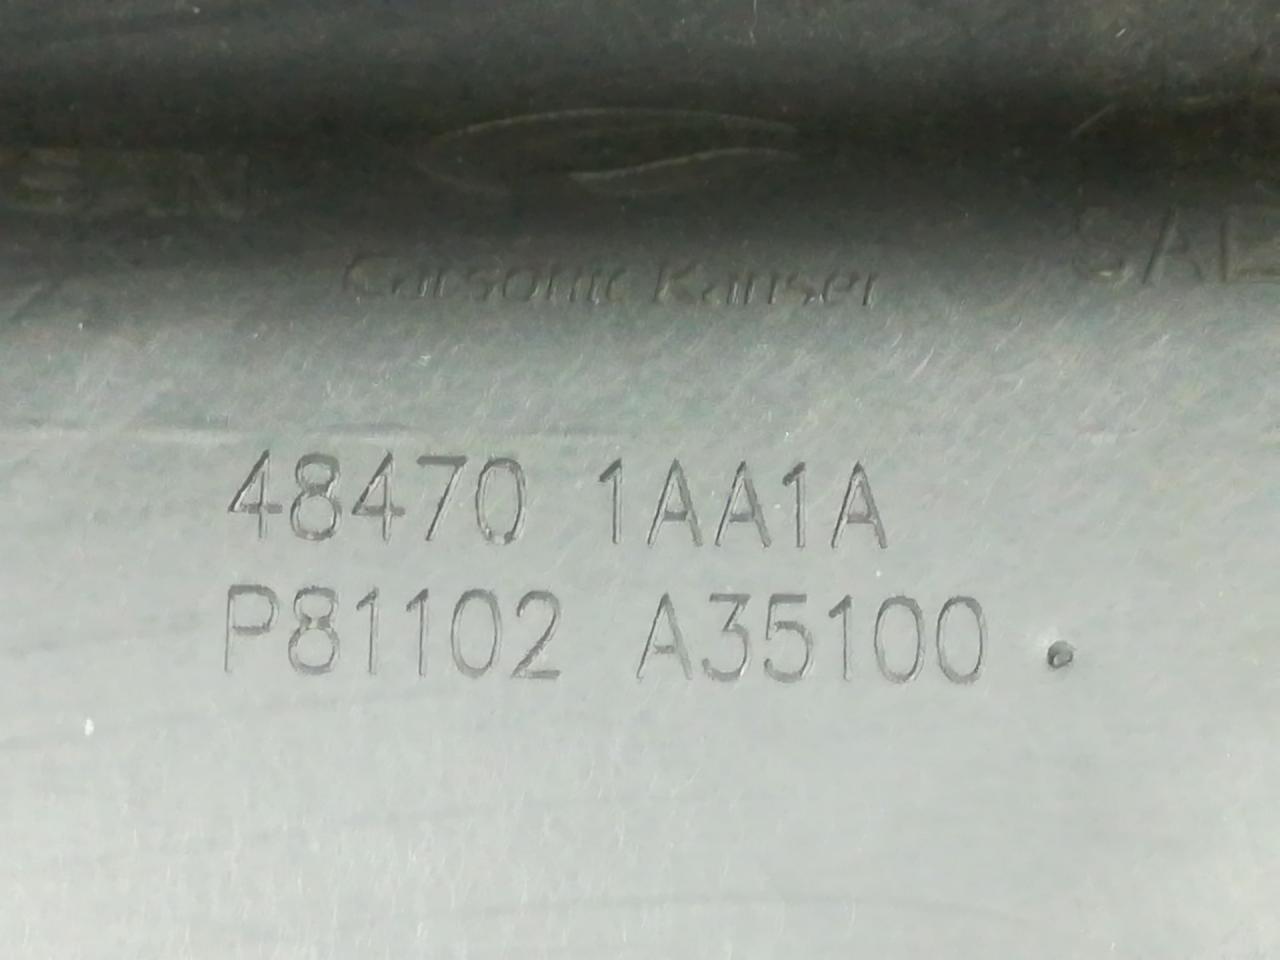 Calsonic Kansei
48470 1AA1A
P81102 A35100